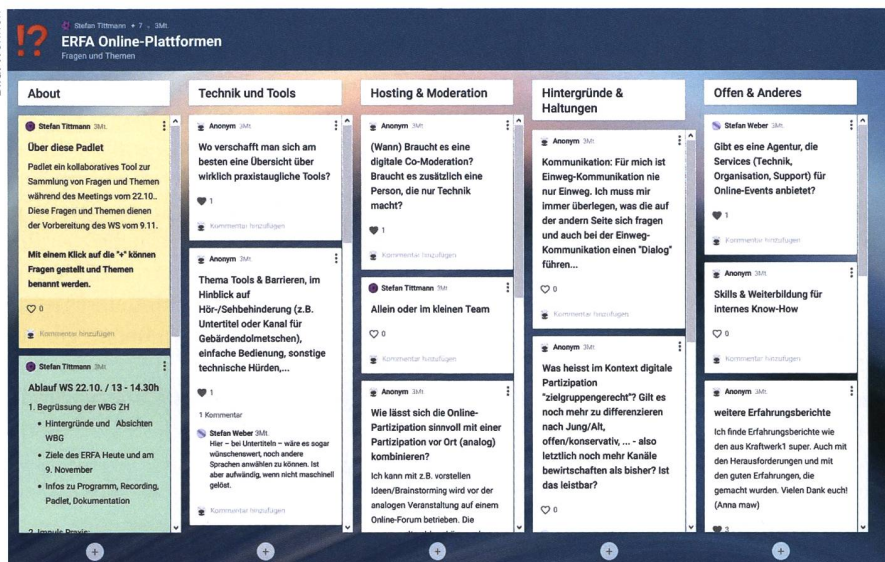 !?
Stefan Tittmann + 7 . 3Mt.
ERFA Online-Plattformen
Fragen und Themen
About
Stefan Tittmann 3Mt.
Über diese Padlet
Padlet ein kollaboratives Tool zur
Sammlung von Fragen und Themen
während des Meetings vom 22.10..
Diese Fragen und Themen dienen
der Vorbereitung des WS vom 9.11.
Mit einem Klick auf die "+" können
Fragen gestellt und Themen
benannt werden.
0
Kommentar hinzufügen
Stefan Tittmann 3Mt.
Ablauf WS 22.10. / 13 - 14.30h
1. Begrüssung der WBG ZH
• Hintergründe und Absichten
WBG
• Ziele des ERFA Heute und am
9. November
• Infos zu Programm, Recording,
Padlet, Dokumentation
2. Impuls Praxis:
Technik und Tools
Anonym 3Mt.
Wo verschafft man sich am
besten eine Übersicht über
wirklich praxistaugliche Tools?
1
Kommentar hinzufügen
Anonym 3Mt.
Thema Tools & Barrieren, im
Hinblick auf
Hör-/Sehbehinderung (z.B.
Untertitel oder Kanal für
Gebärdendolmetschen),
einfache Bedienung, sonstige
technische Hürden,...
1
1 Kommentar
Stefan Weber 3Mt.
Hier – bei Untertiteln – wäre es sogar
wünschenswert, noch andere
Sprachen anwählen zu können. Ist
aber aufwändig, wenn nicht maschinell
gelöst.
Kommentar hinzufügen
Hosting & Moderation
Anonym 3Mt.
(Wann) Braucht es eine
digitale Co-Moderation?
Braucht es zusätzlich eine
Person, die nur Technik
macht?
1
Kommentar hinzufügen
Stefan Tittmann 3Mt.
Allein oder im kleinen Team
0
Kommentar hinzufügen
Anonym 3Mt.
Wie lässt sich die Online-
Partizipation sinnvoll mit einer
Partizipation vor Ort (analog)
kombinieren?
Ich kann mit z.B. vorstellen
Ideen/Brainstorming wird vor der
analogen Veranstaltung auf einem
Online-Forum betrieben. Die
Hintergründe &
Haltungen
Anonym 3Mt.
Kommunikation: Für mich ist
Einweg-Kommunikation nie
nur Einweg. Ich muss mir
immer überlegen, was die auf
der andern Seite sich fragen
und auch bei der Einweg-
Kommunikation einen "Dialog"
führen...
0
Kommentar hinzufügen
Anonym 3Mt.
Was heisst im Kontext digitale
Partizipation
"zielgruppengerecht"? Gilt es
noch mehr zu differenzieren
nach Jung/Alt,
offen/konservativ, ... - also
letztlich noch mehr Kanäle
bewirtschaften als bisher? Ist
das leistbar?
0
Offen & Anderes
Stefan Weber 3Mt.
Gibt es eine Agentur, die
Services (Technik,
Organisation, Support) für
Online-Events anbietet?
1
Kommentar hinzufügen
Anonym 3Mt.
Skills & Weiterbildung für
internes Know-How
0
Kommentar hinzufügen
Anonym 3Mt.
weitere Erfahrungsberichte
Ich finde Erfahrungsberichte wie
den aus Kraftwerk1 super. Auch mit
den Herausforderungen und mit
den guten Erfahrungen, die
gemacht wurden. Vielen Dank euch!
(Anna maw)
3